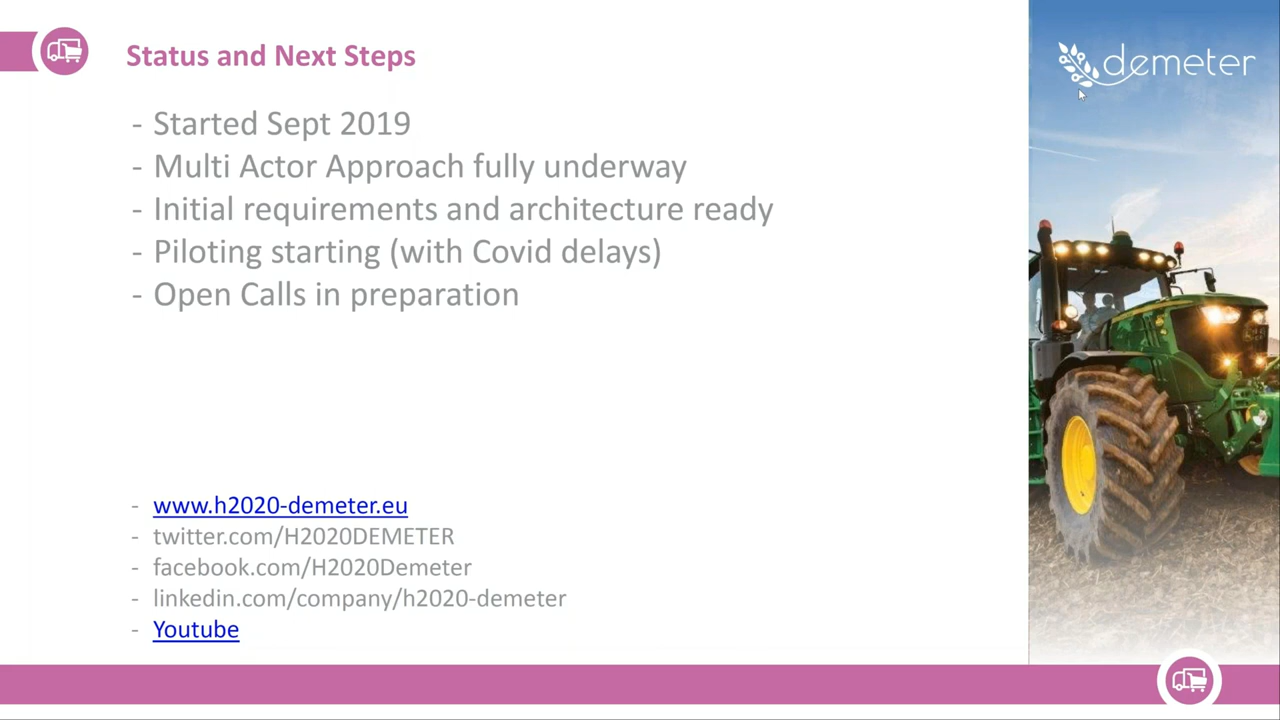 Status and Next Steps
demeter
- Started Sept 2019
- Multi Actor Approach fully underway
- Initial requirements and architecture ready
- Piloting starting (with Covid delays)
- Open Calls in preparation
- www.h2020-demeter.eu
- twitter.com/H2020DEMETER
- facebook.com/H2020Demeter
- linkedin.com/company/h2020-demeter
- Youtube